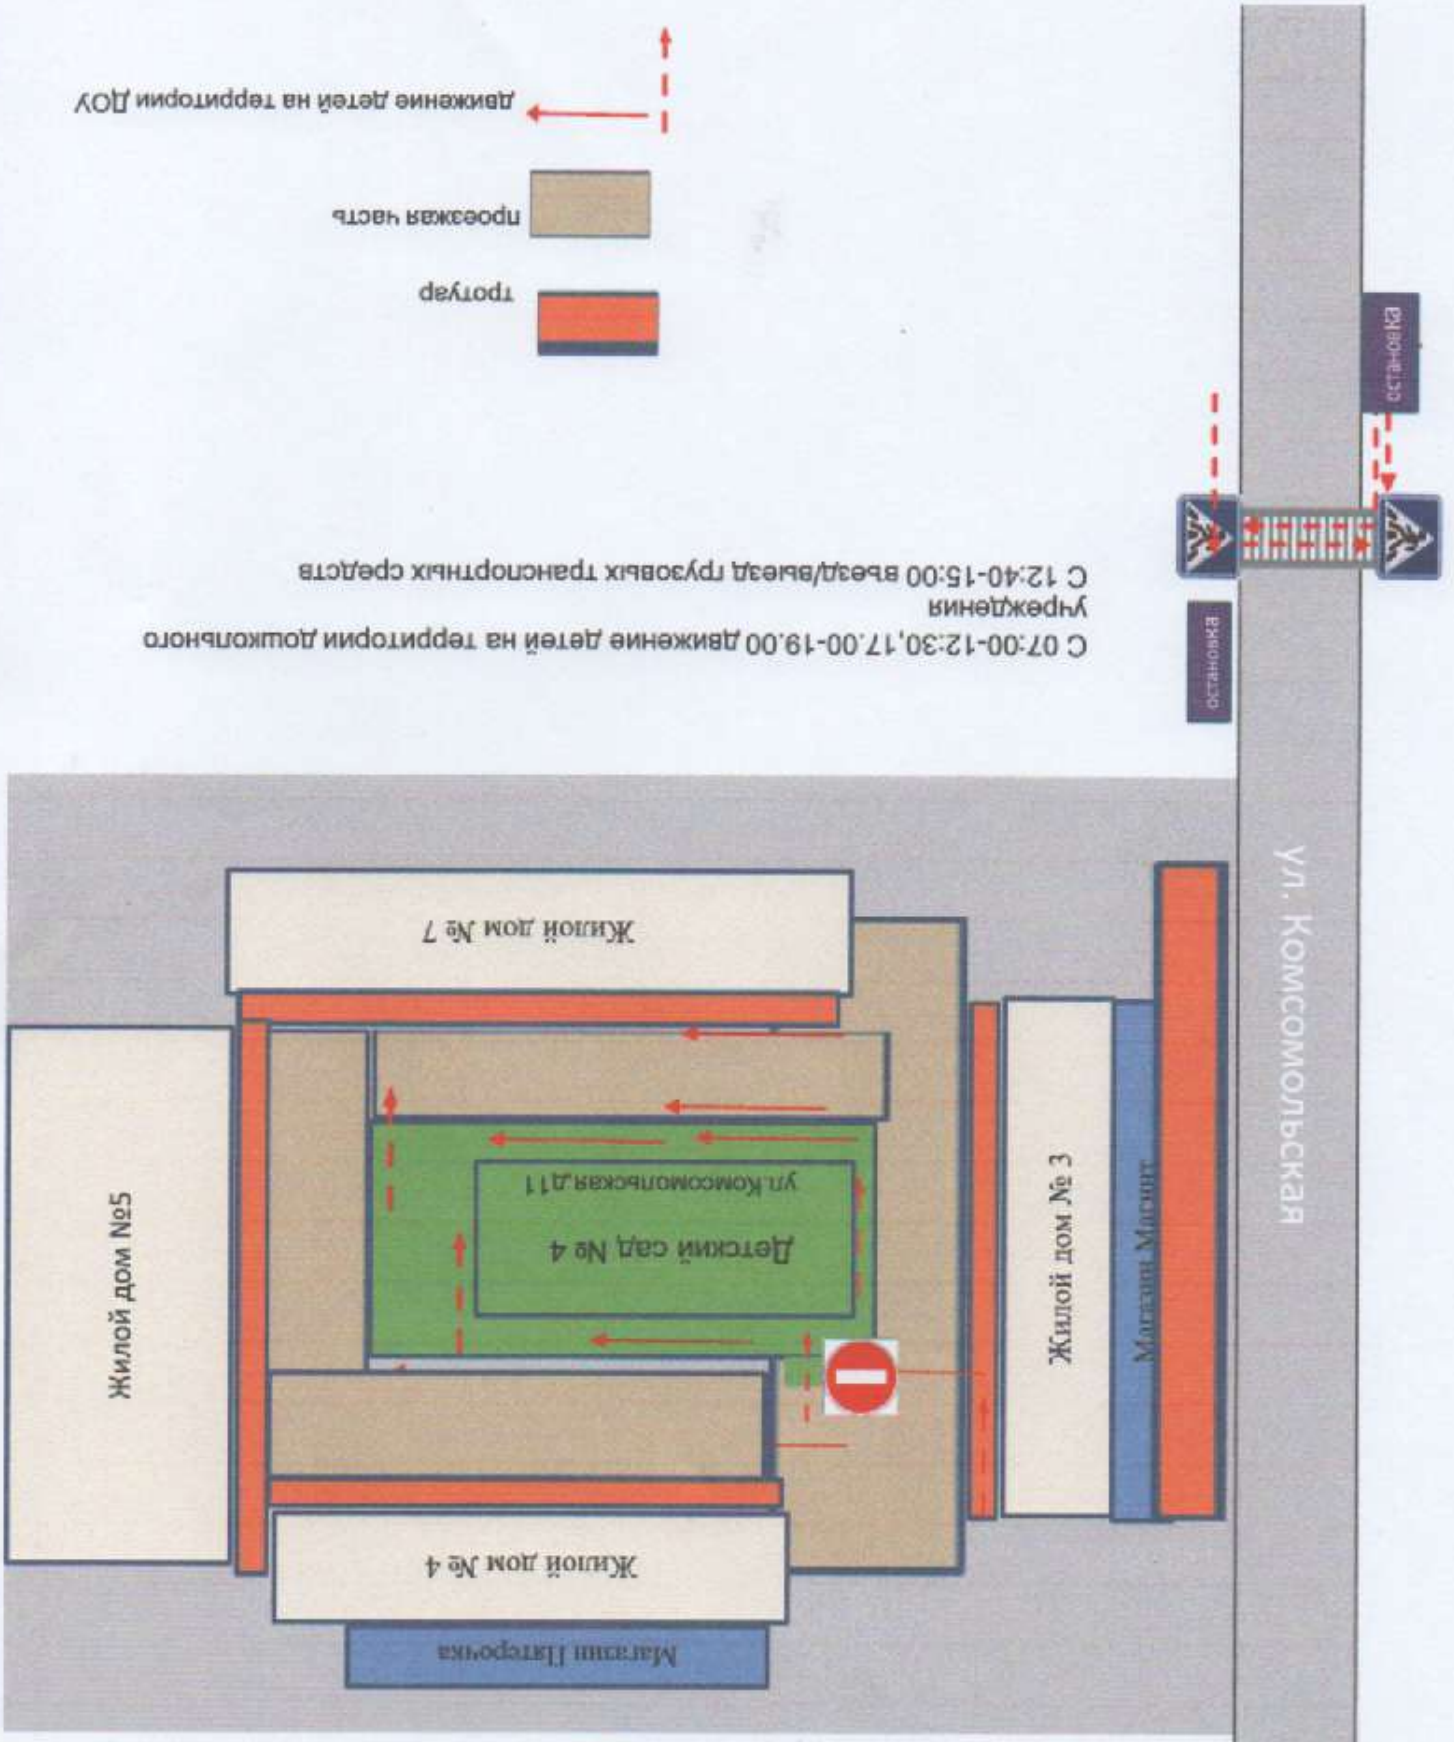 Магазин Пятерочка
Жилой дом № 4
Жилой дом № 3
Магазин Магнит
Детский сад № 4
ул.Комсомольская,д11
Жилой дом №5
Жилой дом № 7
ул. Комсомольская
остановка
С 07:00-12:30,17.00-19.00 движение детей на территории дошкольного
учреждения
С 12:40-15:00 въезд/выезд грузовых транспортных средств
остановка
тротуар
проезжая часть
движение детей на территории ДОУ